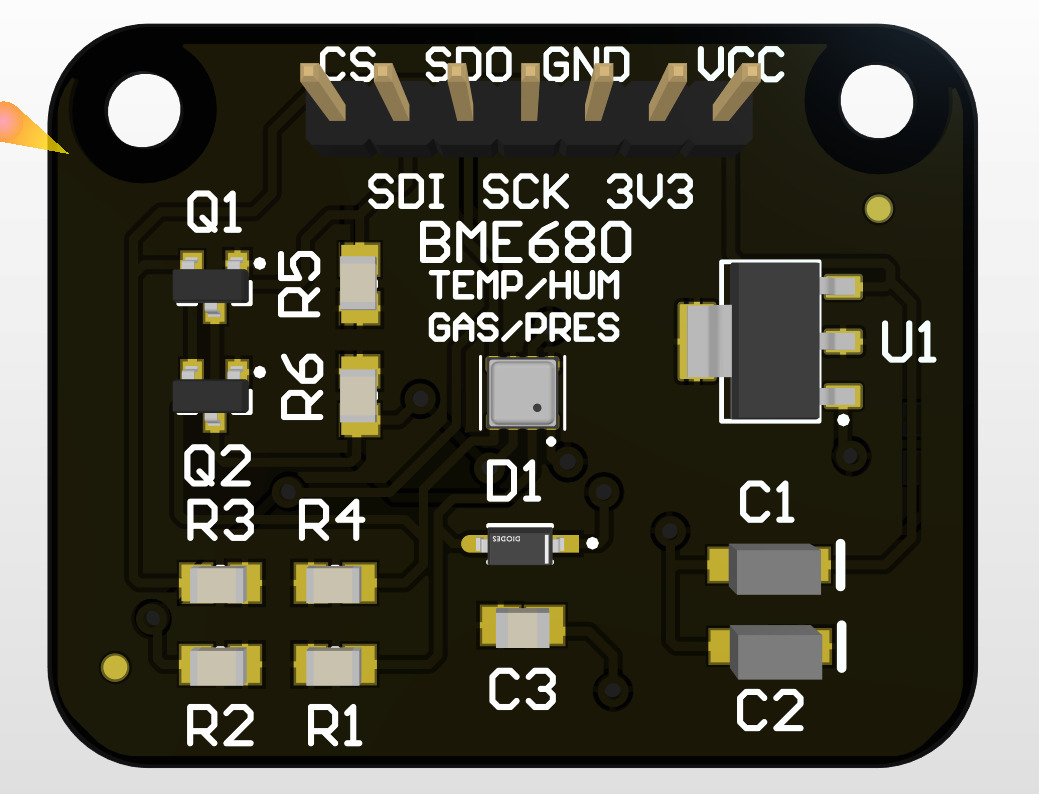 CS SDO GND VCC
SDI SCK 3V3
BME680
TEMP/HUM
GAS/PRES
Q1
R5
R6
Q2
U1
D1
R3 R4
C1
DIODES
C3
C2
R2 R1